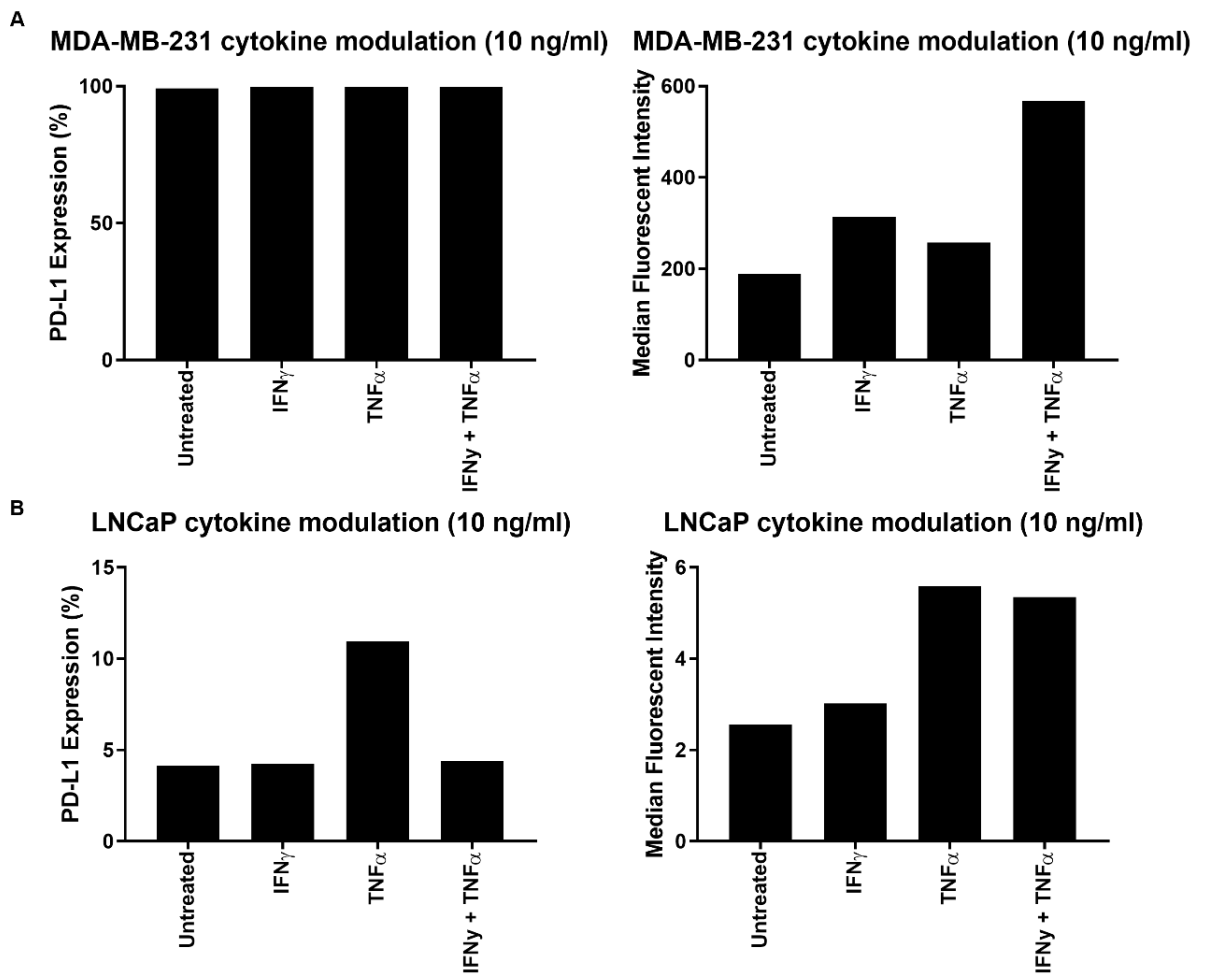 A
MDA-MB-231 cytokine modulation (10 ng/ml)
PD-L1 Expression (%)
100
50
0
Untreated
IFNγ
TNFα
IFNy + TNFα
MDA-MB-231 cytokine modulation (10 ng/ml)
Median Fluorescent Intensity
600
400
200
0
Untreated
IFNγ
TNFα
IFNy + TNFα
B
LNCaP cytokine modulation (10 ng/ml)
PD-L1 Expression (%)
15
10
5
0
Untreated
IFNγ
TNFα
IFNy + TNFα
LNCaP cytokine modulation (10 ng/ml)
Median Fluorescent Intensity
6
4
2
0
Untreated
IFNγ
TNFα
IFNy + TNFα